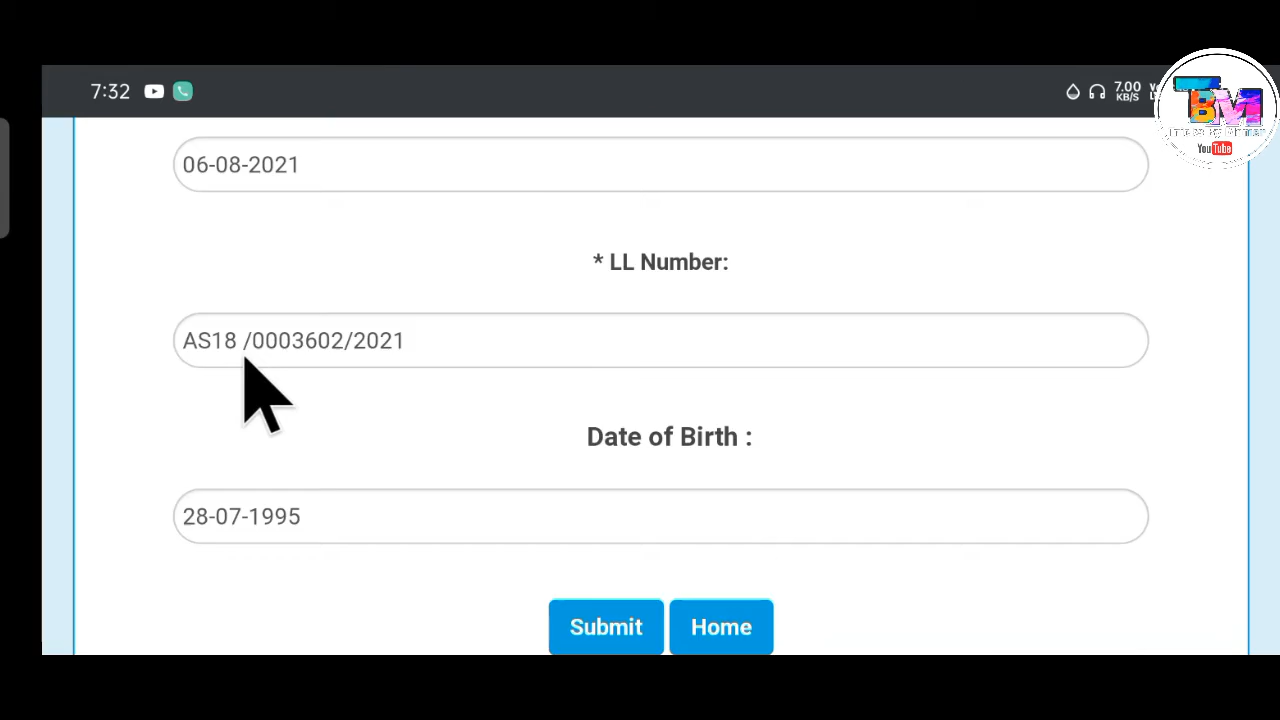 7:32
7.00
KB/S
TBM
YouTube
06-08-2021
* LL Number:
AS18 /0003602/2021
Date of Birth :
28-07-1995
Submit Home